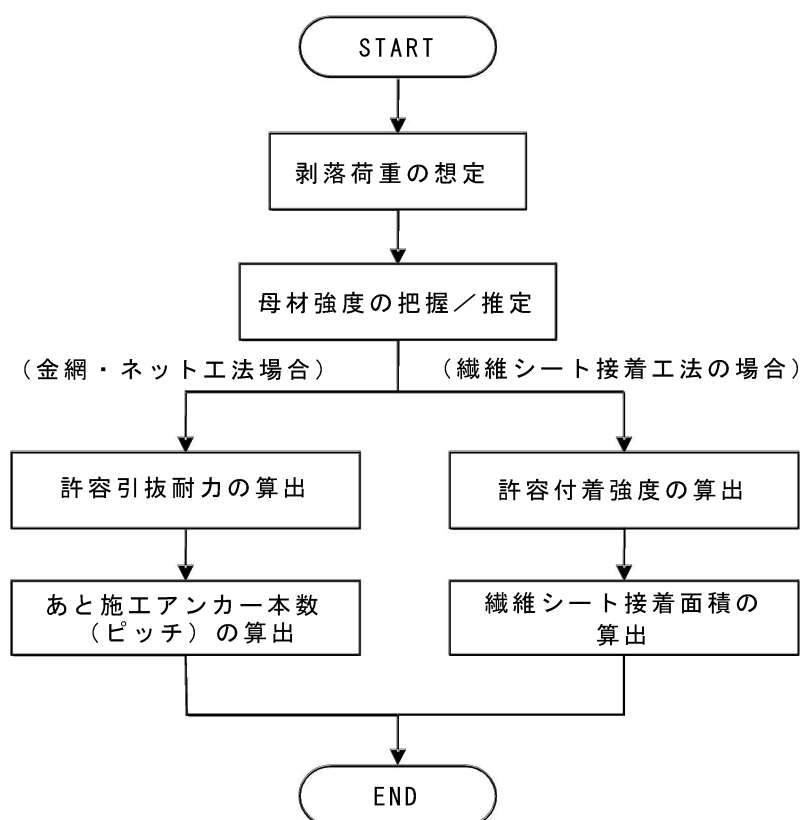 START
剥落荷重の想定
母材強度の把握／推定
（金網・ネット工法場合）
（繊維シート接着工法の場合）
許容引抜耐力の算出
許容付着強度の算出
あと施工アンカー本数
（ピッチ）の算出
繊維シート接着面積の
算出
END